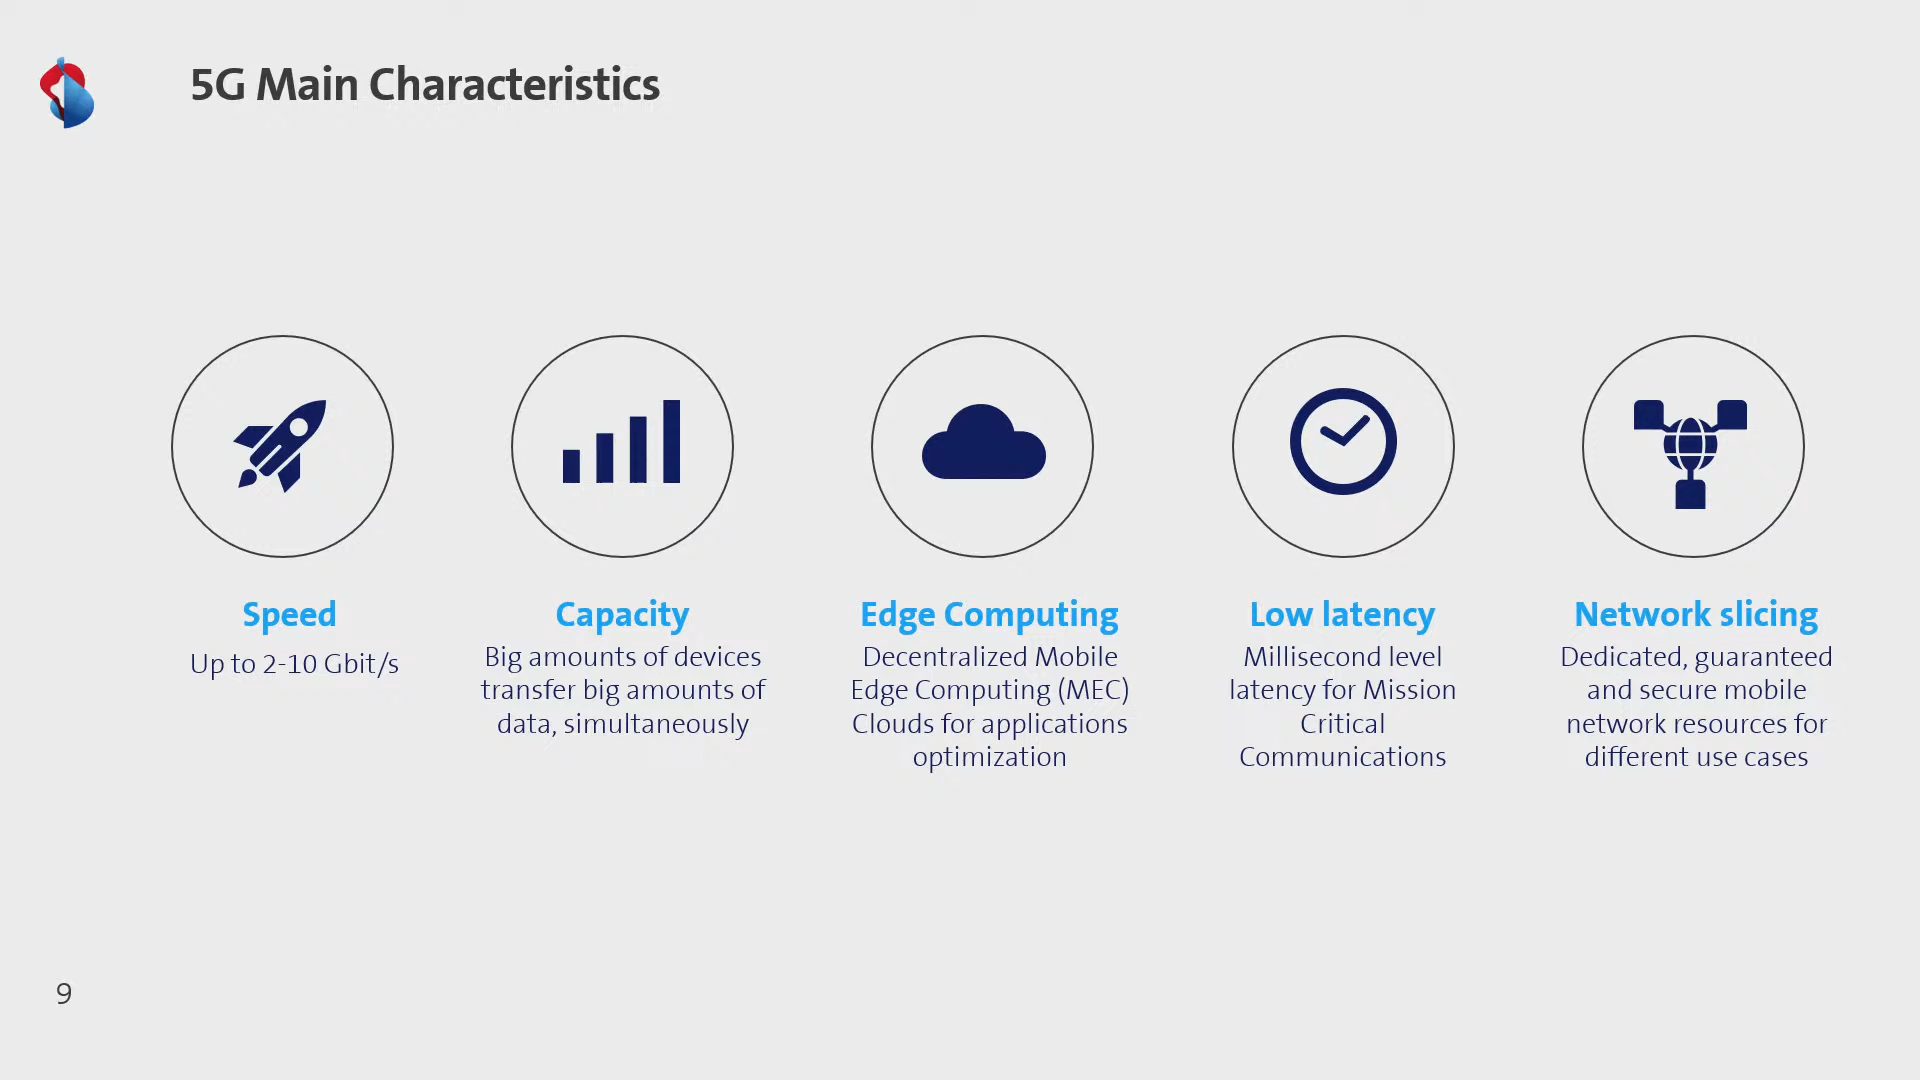 5G Main Characteristics
Speed
Up to 2-10 Gbit/s
Capacity
Big amounts of devices
transfer big amounts of
data, simultaneously
Edge Computing
Decentralized Mobile
Edge Computing (MEC)
Clouds for applications
optimization
Low latency
Millisecond level
latency for Mission
Critical
Communications
Network slicing
Dedicated, guaranteed
and secure mobile
network resources for
different use cases
9